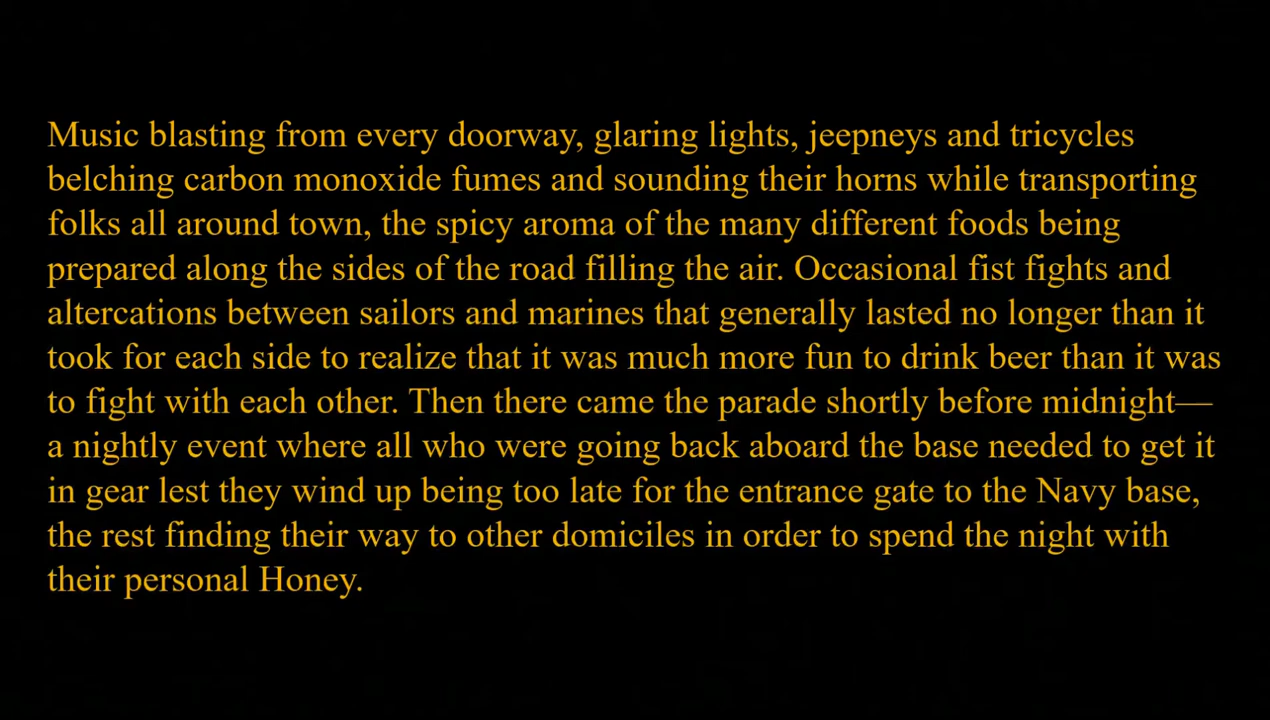 Music blasting from every doorway, glaring lights, jeepneys and tricycles
belching carbon monoxide fumes and sounding their horns while transporting
folks all around town, the spicy aroma of the many different foods being
prepared along the sides of the road filling the air. Occasional fist fights and
altercations between sailors and marines that generally lasted no longer than it
took for each side to realize that it was much more fun to drink beer than it was
to fight with each other. Then there came the parade shortly before midnight—
a nightly event where all who were going back aboard the base needed to get it
in gear lest they wind up being too late for the entrance gate to the Navy base,
the rest finding their way to other domiciles in order to spend the night with
their personal Honey.